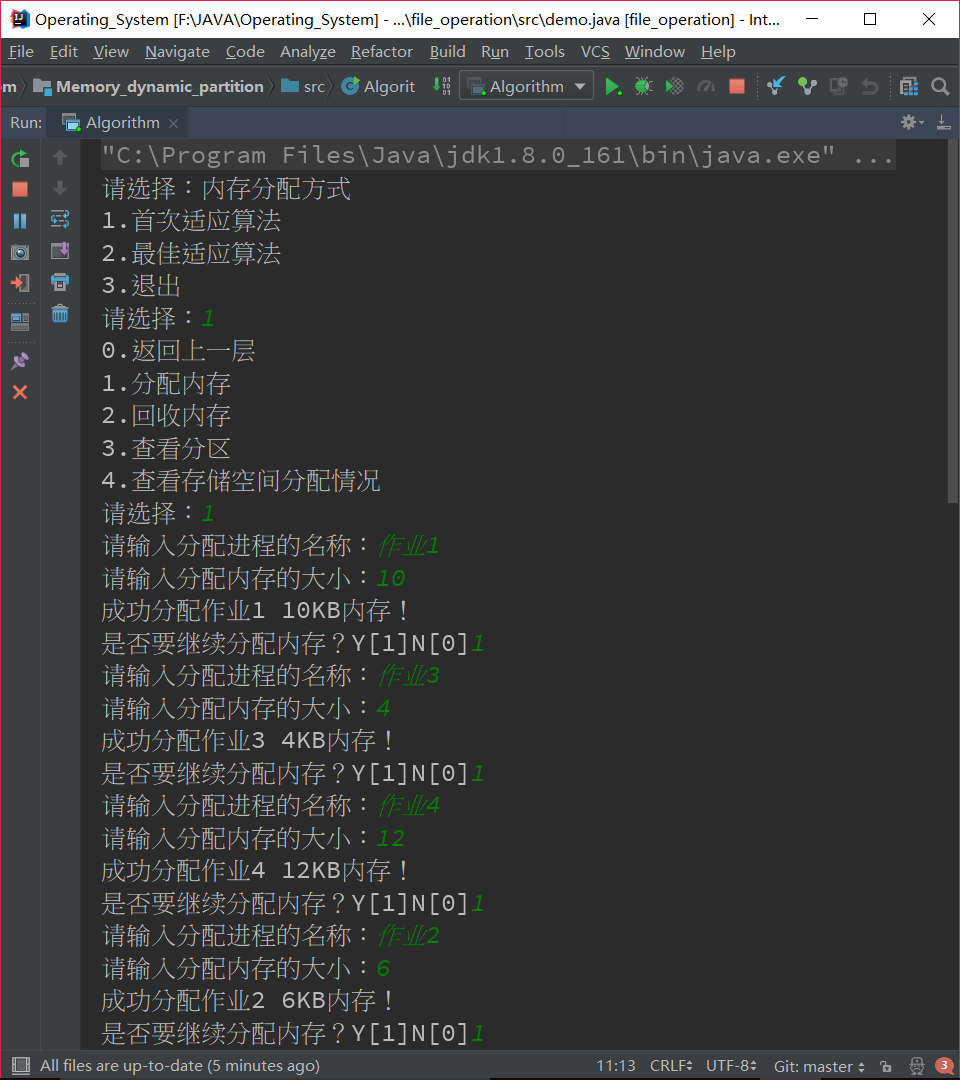 Operating_System [F:\JAVA\Operating_System] - ...\file_operation\src\demo.java [file_operation] - Int...
File Edit View Navigate Code Analyze Refactor Build Run Tools VCS Window Help
m Memory_dynamic_partition src Algorit Algorithm
Run: Algorithm
"C:\Program Files\Java\jdk1.8.0_161\bin\java.exe" ...
请选择：内存分配方式
1.首次适应算法
2.最佳适应算法
3.退出
请选择：1
0.返回上一层
1.分配内存
2.回收内存
3.查看分区
4.查看存储空间分配情况
请选择：1
请输入分配进程的名称：作业1
请输入分配内存的大小：10
成功分配作业1 10KB内存！
是否要继续分配内存？Y[1]N[0]1
请输入分配进程的名称：作业3
请输入分配内存的大小：4
成功分配作业3 4KB内存！
是否要继续分配内存？Y[1]N[0]1
请输入分配进程的名称：作业4
请输入分配内存的大小：12
成功分配作业4 12KB内存！
是否要继续分配内存？Y[1]N[0]1
请输入分配进程的名称：作业2
请输入分配内存的大小：6
成功分配作业2 6KB内存！
是否要继续分配内存？Y[1]N[0]1
All files are up-to-date (5 minutes ago) 11:13 CRLF UTF-8 Git: master 3